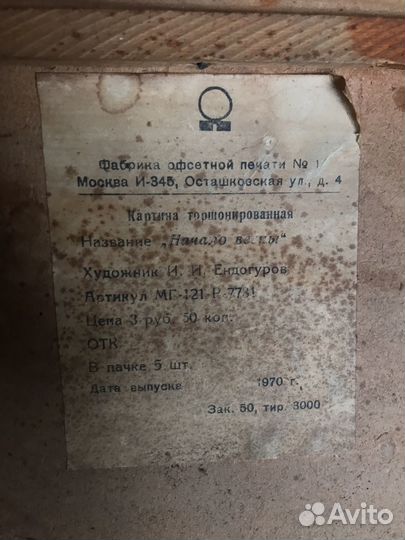 Фабрика офсетной печати № 1
Москва И-345, Осташковская ул., д. 4
Картина торшонированная
Название „Начало весны"
Художник И. И. Ендогуров
Артикул МГ-121-Р-7731
Цена 3 руб. 50 коп.
ОТК
В пачке 5 шт.
Дата выпуска 1970 г.
Зак. 50, тир. 3000
Avito